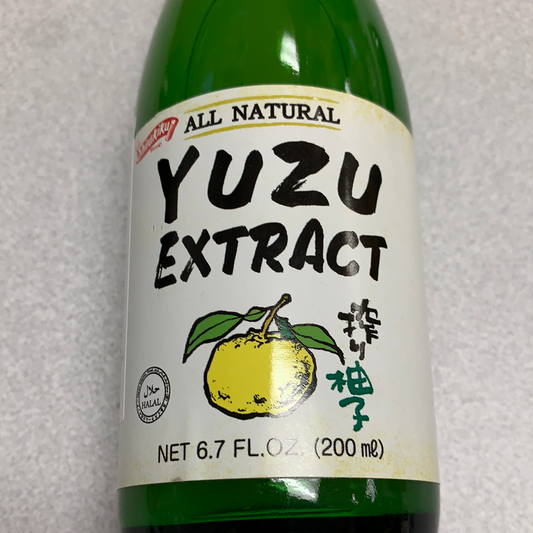 Shirakiku
ALL NATURAL
YUZU
EXTRACT
搾り
柚子
حلال
HALAL
NET 6.7 FL.OZ. (200 ml)